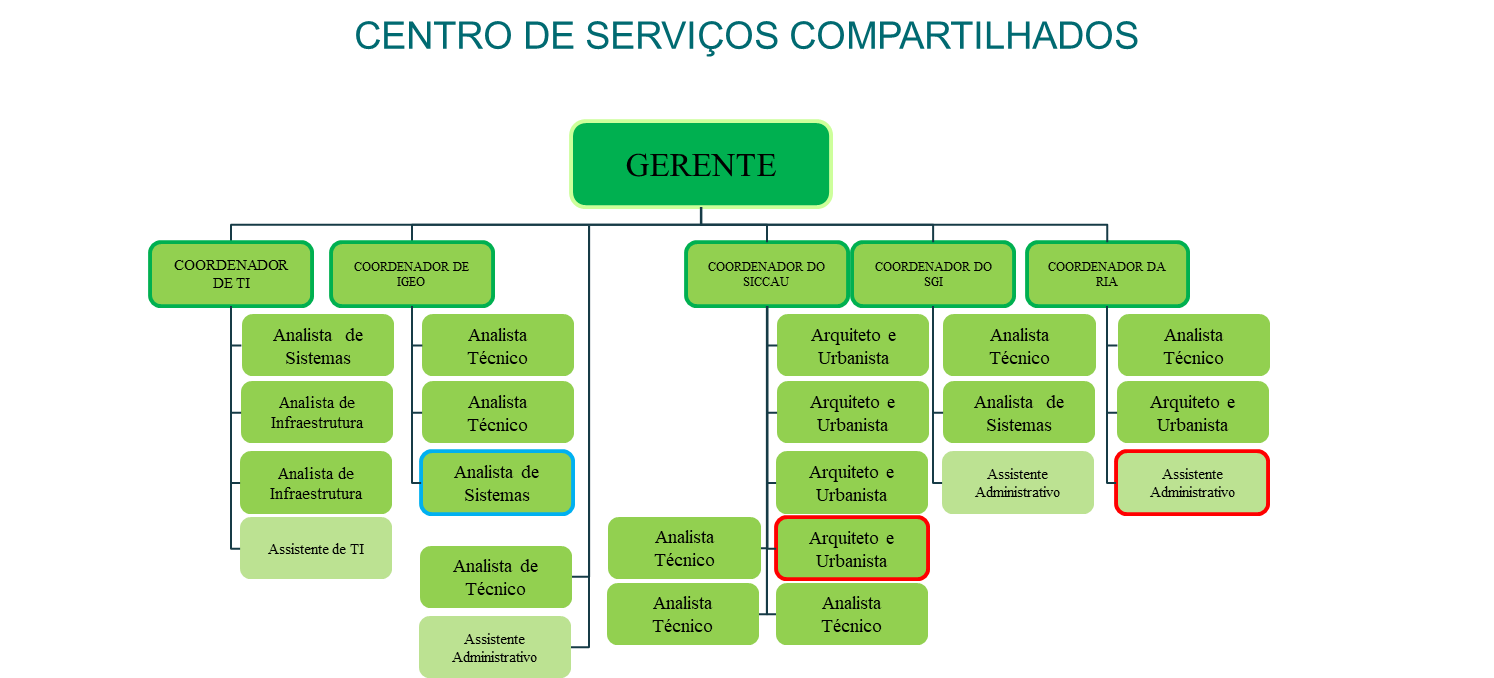 CENTRO DE SERVIÇOS COMPARTILHADOS
GERENTE
COORDENADOR
DE TI
COORDENADOR DE
IGEO
COORDENADOR DO
SICCAU
COORDENADOR DO
SGI
COORDENADOR DA
RIA
Analista de
Sistemas
Analista
Técnico
Arquiteto e
Urbanista
Analista
Técnico
Analista
Técnico
Analista de
Infraestrutura
Analista
Técnico
Arquiteto e
Urbanista
Analista de
Sistemas
Arquiteto e
Urbanista
Analista de
Infraestrutura
Analista de
Sistemas
Arquiteto e
Urbanista
Assistente
Administrativo
Assistente
Administrativo
Assistente de TI
Analista
Técnico
Arquiteto e
Urbanista
Analista de
Técnico
Analista
Técnico
Analista
Técnico
Assistente
Administrativo